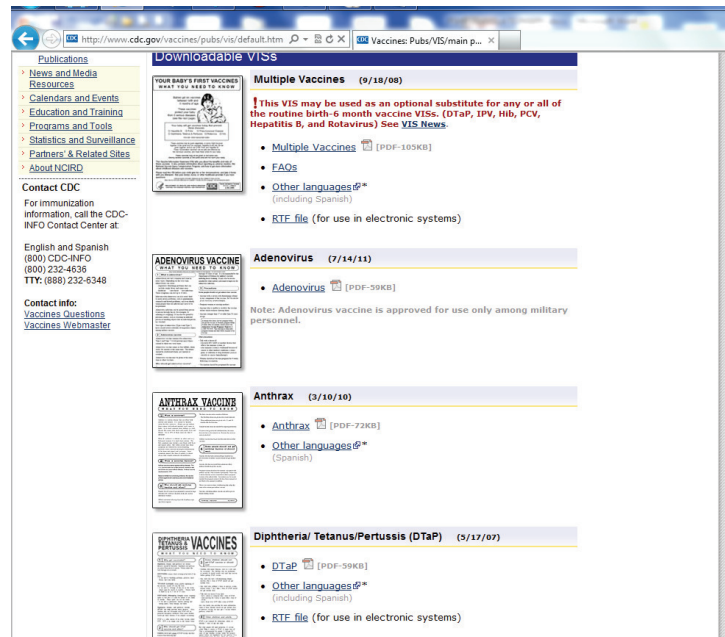 http://www.cdc.gov/vaccines/pubs/vis/default.htm
Vaccines: Pubs/VIS/main p...
Publications
News and Media
Resources
Calendars and Events
Education and Training
Programs and Tools
Statistics and Surveillance
Partners' & Related Sites
About NCIRD
Contact CDC
For immunization
information, call the CDC-
INFO Contact Center at:
English and Spanish
(800) CDC-INFO
(800) 232-4636
TTY: (888) 232-6348
Contact info:
Vaccines Questions
Vaccines Webmaster
Downloadable VISs
YOUR BABY'S FIRST VACCINES
WHAT YOU NEED TO KNOW
Multiple Vaccines (9/18/08)
!This VIS may be used as an optional substitute for any or all of
the routine birth-6 month vaccine VISs. (DTaP, IPV, Hib, PCV,
Hepatitis B, and Rotavirus) See VIS News.
• Multiple Vaccines [PDF-105KB]
• FAQs
• Other languages*
(including Spanish)
• RTF file (for use in electronic systems)
ADENOVIRUS VACCINE
WHAT YOU NEED TO KNOW
Adenovirus (7/14/11)
• Adenovirus [PDF-59KB]
Note: Adenovirus vaccine is approved for use only among military
personnel.
ANTHRAX VACCINE
WHAT YOU NEED TO KNOW
Anthrax (3/10/10)
• Anthrax [PDF-72KB]
• Other languages*
(Spanish)
DIPHTHERIA
TETANUS &
PERTUSSIS VACCINES
WHAT YOU NEED TO KNOW
Diphtheria/ Tetanus/Pertussis (DTaP) (5/17/07)
• DTaP [PDF-59KB]
• Other languages*
(including Spanish)
• RTF file (for use in electronic systems)